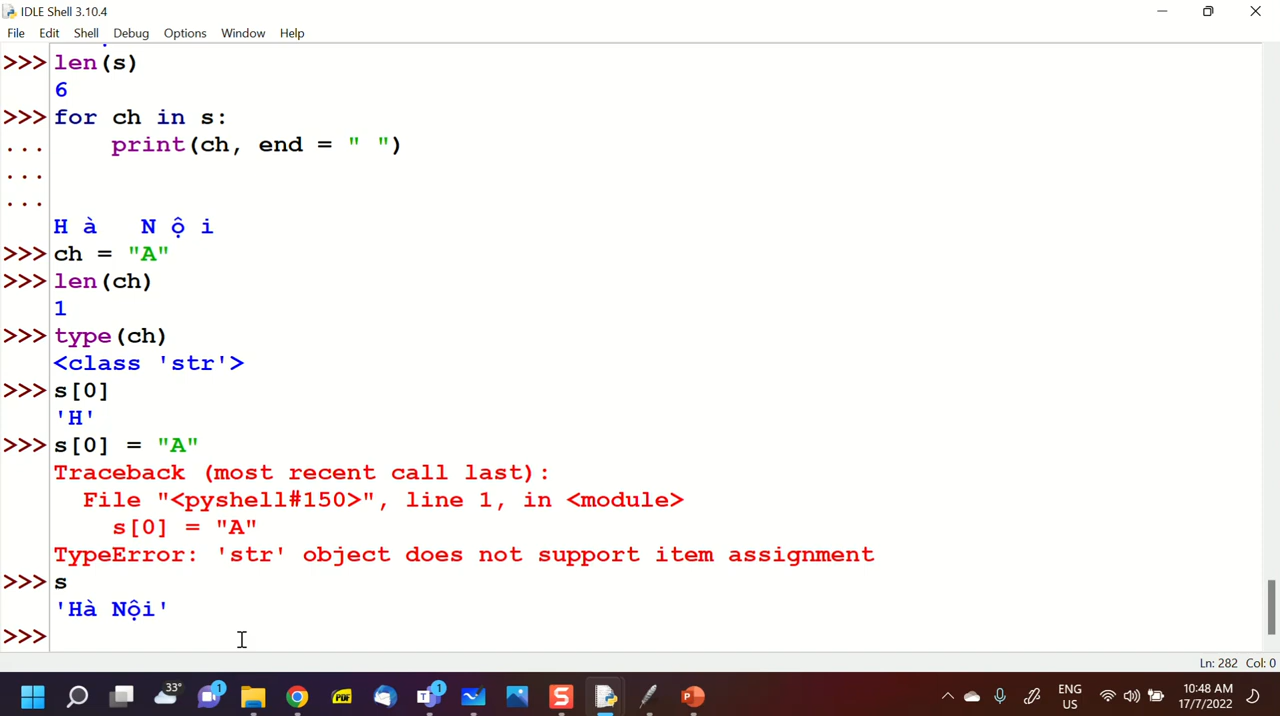 IDLE Shell 3.10.4
File Edit Shell Debug Options Window Help
>>> len(s)
6
>>> for ch in s:
... print(ch, end = " ")
...
...
H à   N ộ i
>>> ch = "A"
>>> len(ch)
1
>>> type(ch)
<class 'str'>
>>> s[0]
'H'
>>> s[0] = "A"
Traceback (most recent call last):
  File "<pyshell#150>", line 1, in <module>
    s[0] = "A"
TypeError: 'str' object does not support item assignment
>>> s
'Hà Nội'
>>>
Ln: 282 Col: 0
33° 1 PDF 1 T S P ENG US 10:48 AM 17/7/2022